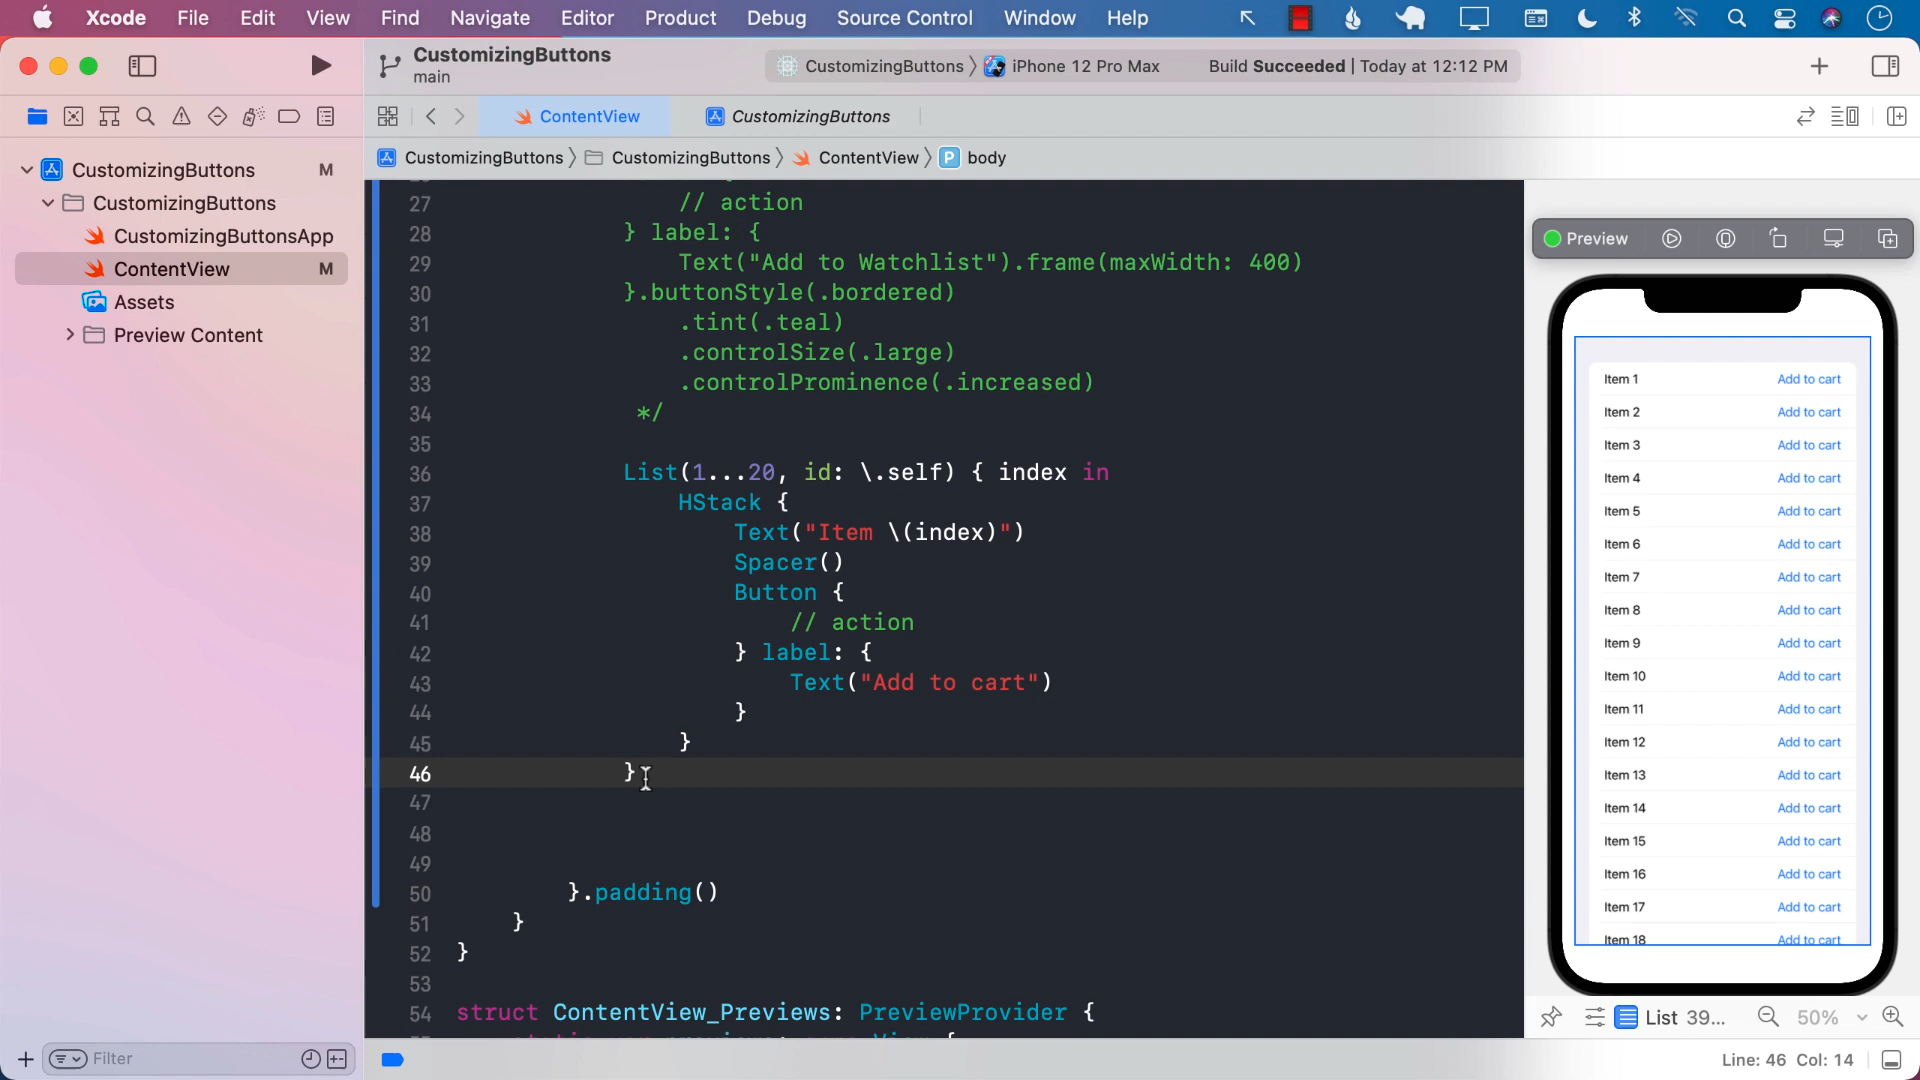 Xcode File Edit View Find Navigate Editor Product Debug Source Control Window Help
CustomizingButtons
main
CustomizingButtons 〉 iPhone 12 Pro Max
Build Succeeded | Today at 12:12 PM
ContentView
CustomizingButtons
CustomizingButtons 〉 CustomizingButtons 〉 ContentView 〉 P body
CustomizingButtons M
CustomizingButtons
CustomizingButtonsApp
ContentView M
Assets
Preview Content
27 // action
28 } label: {
29 Text("Add to Watchlist").frame(maxWidth: 400)
30 }.buttonStyle(.bordered)
31 .tint(.teal)
32 .controlSize(.large)
33 .controlProminence(.increased)
34 */
35
36 List(1...20, id: \.self) { index in
37 HStack {
38 Text("Item \(index)")
39 Spacer()
40 Button {
41 // action
42 } label: {
43 Text("Add to cart")
44 }
45 }
46 }
47
48
49
50 }.padding()
51 }
52 }
53
54 struct ContentView_Previews: PreviewProvider {
Preview
Item 1 Add to cart
Item 2 Add to cart
Item 3 Add to cart
Item 4 Add to cart
Item 5 Add to cart
Item 6 Add to cart
Item 7 Add to cart
Item 8 Add to cart
Item 9 Add to cart
Item 10 Add to cart
Item 11 Add to cart
Item 12 Add to cart
Item 13 Add to cart
Item 14 Add to cart
Item 15 Add to cart
Item 16 Add to cart
Item 17 Add to cart
Item 18 Add to cart
List 39... 50%
Filter
Line: 46 Col: 14